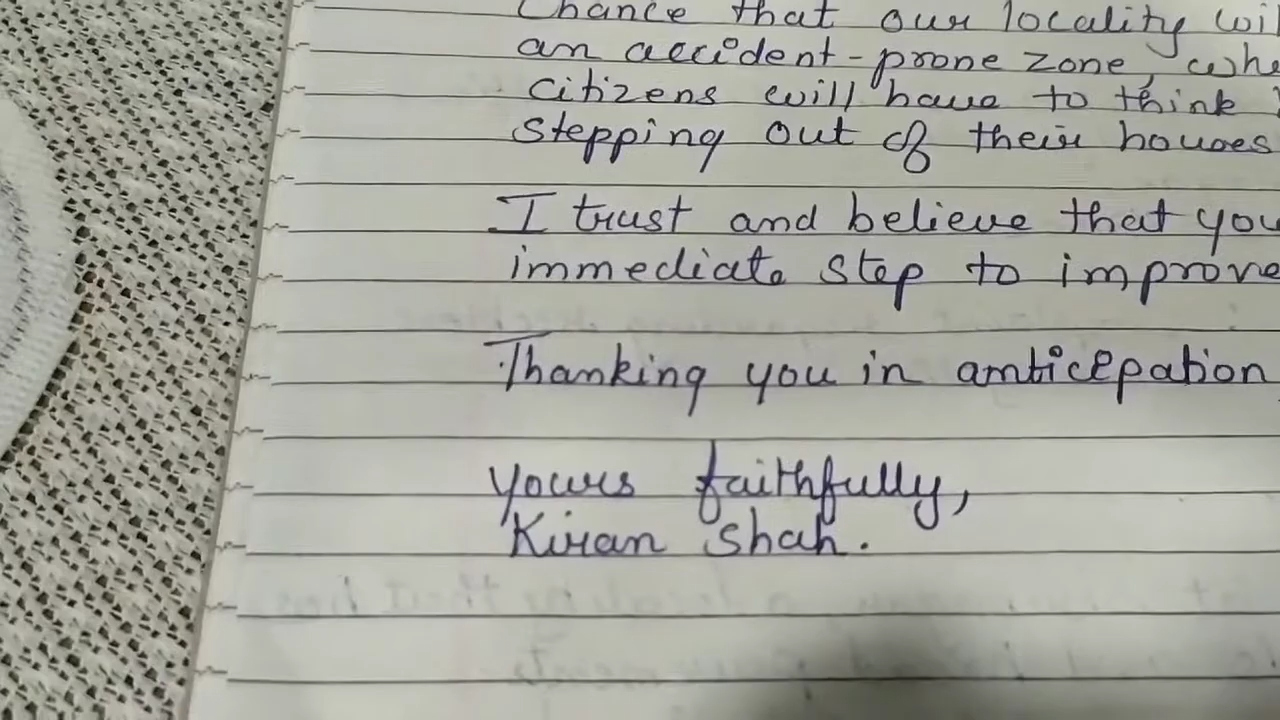 Chance that our locality
an accident-prone zone,
citizens will have to think
stepping out of their houses
I trust and believe that you
immediate step to improve
Thanking you in anticipation
Yours faithfully,
Kiran Shah.